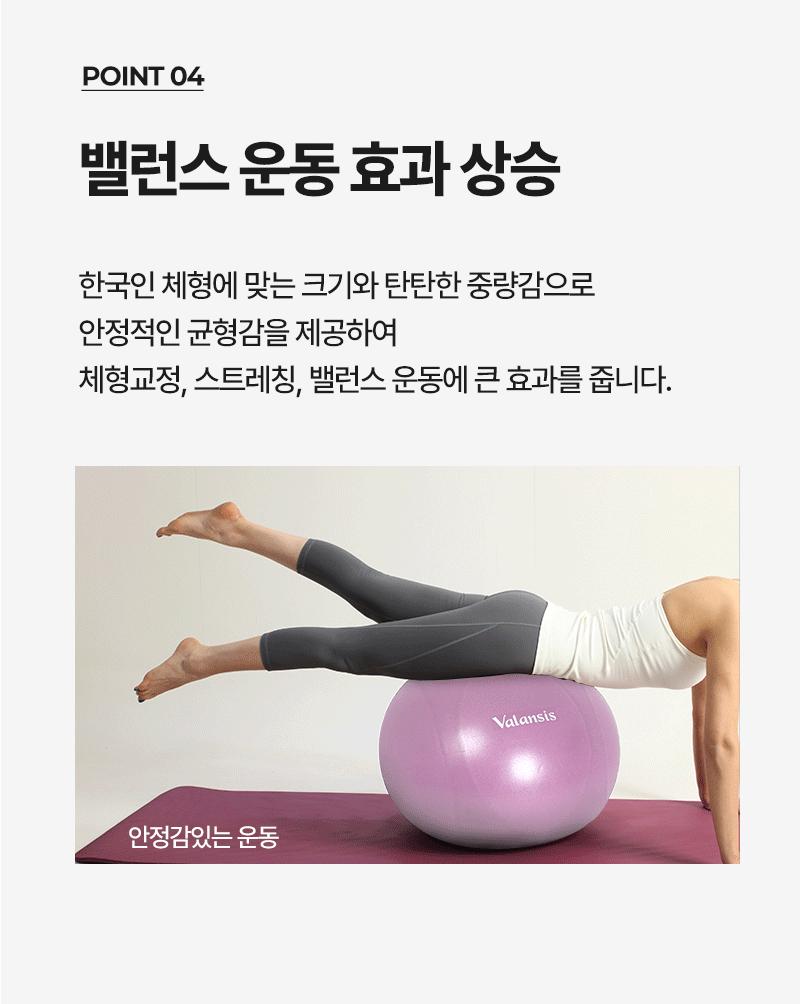 POINT 04
밸런스 운동 효과 상승
한국인 체형에 맞는 크기와 탄탄한 중량감으로
안정적인 균형감을 제공하여
체형교정, 스트레칭, 밸런스 운동에 큰 효과를 줍니다.
Valansis
안정감있는 운동